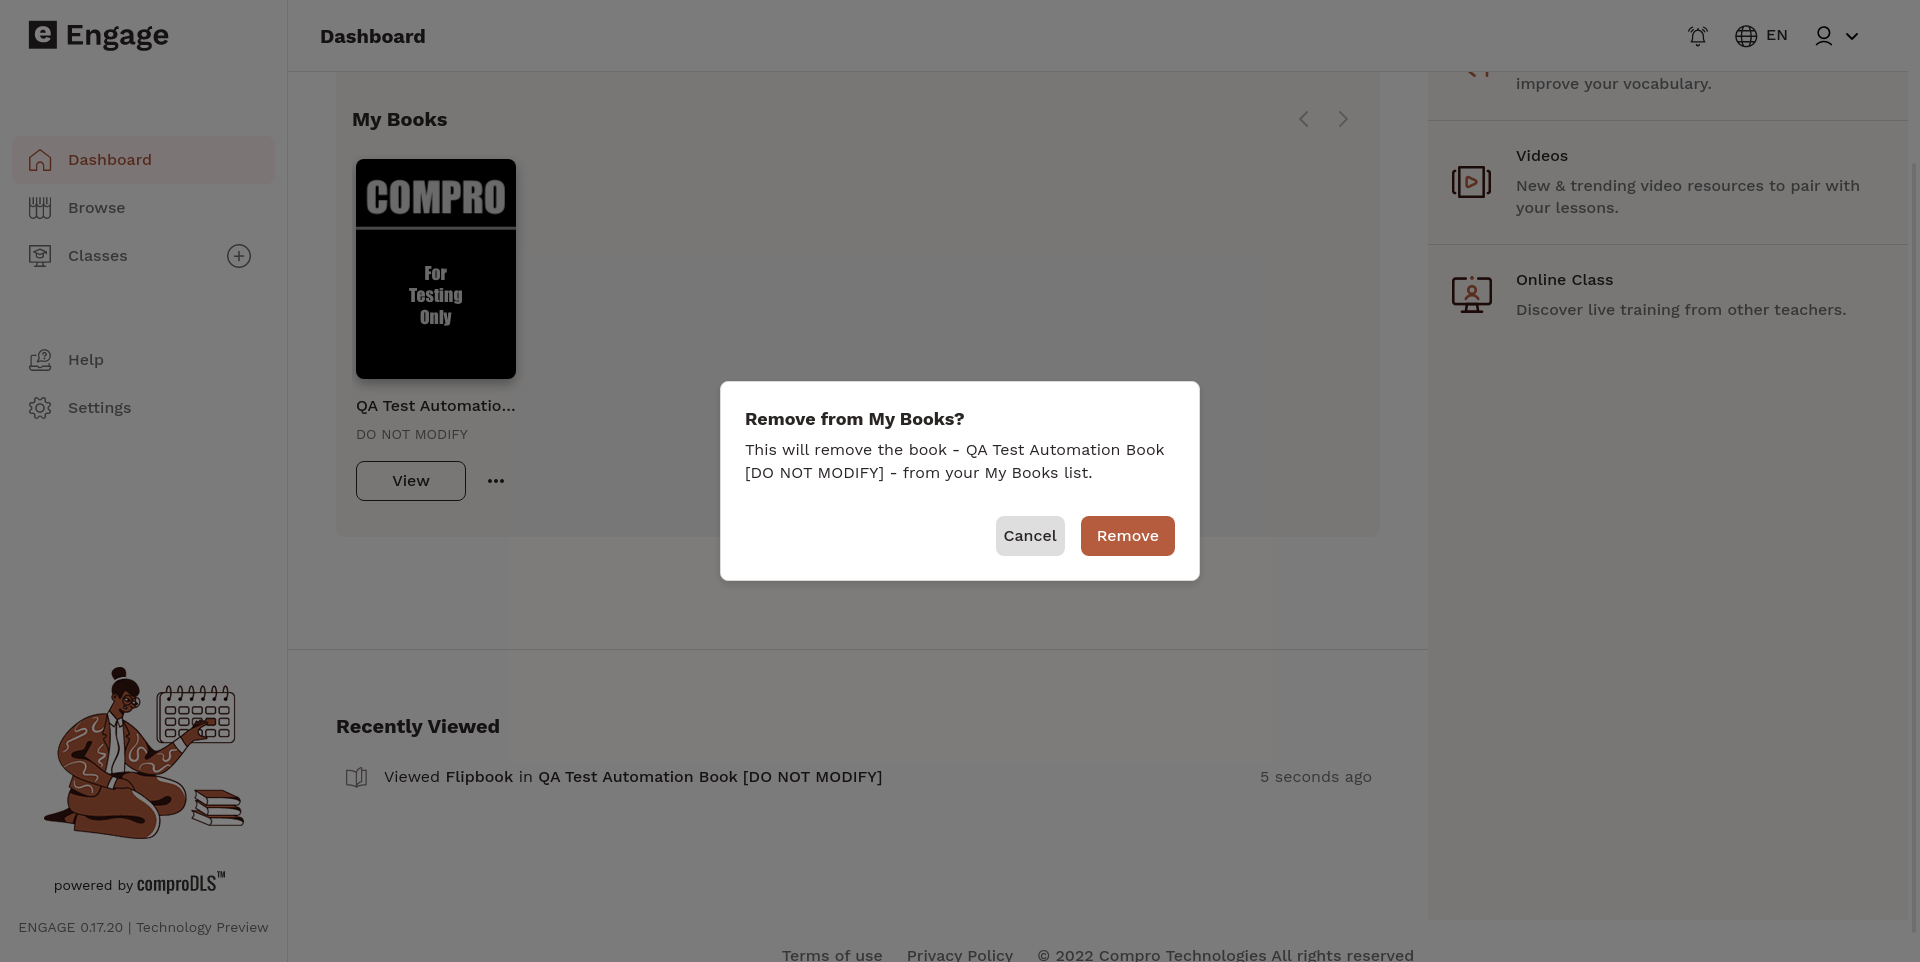 e Engage
Dashboard
EN
Dashboard
Browse
Classes
Help
Settings
powered by comproDLS™
ENGAGE 0.17.20 | Technology Preview
My Books
COMPRO
For
Testing
Only
QA Test Automatio...
DO NOT MODIFY
View
improve your vocabulary.
Videos
New & trending video resources to pair with
your lessons.
Online Class
Discover live training from other teachers.
Remove from My Books?
This will remove the book - QA Test Automation Book
[DO NOT MODIFY] - from your My Books list.
Cancel
Remove
Recently Viewed
Viewed Flipbook in QA Test Automation Book [DO NOT MODIFY]
5 seconds ago
Terms of use
Privacy Policy
© 2022 Compro Technologies All rights reserved